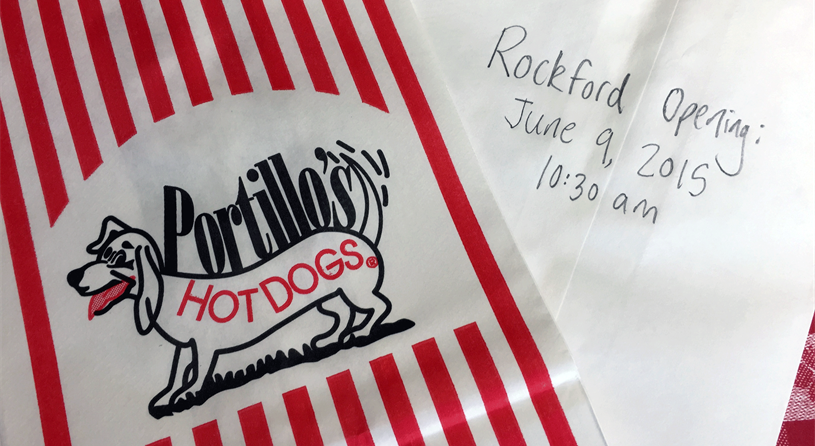 Portillo's
HOT DOGS®
Rockford Opening:
June 9, 2015
10:30 am